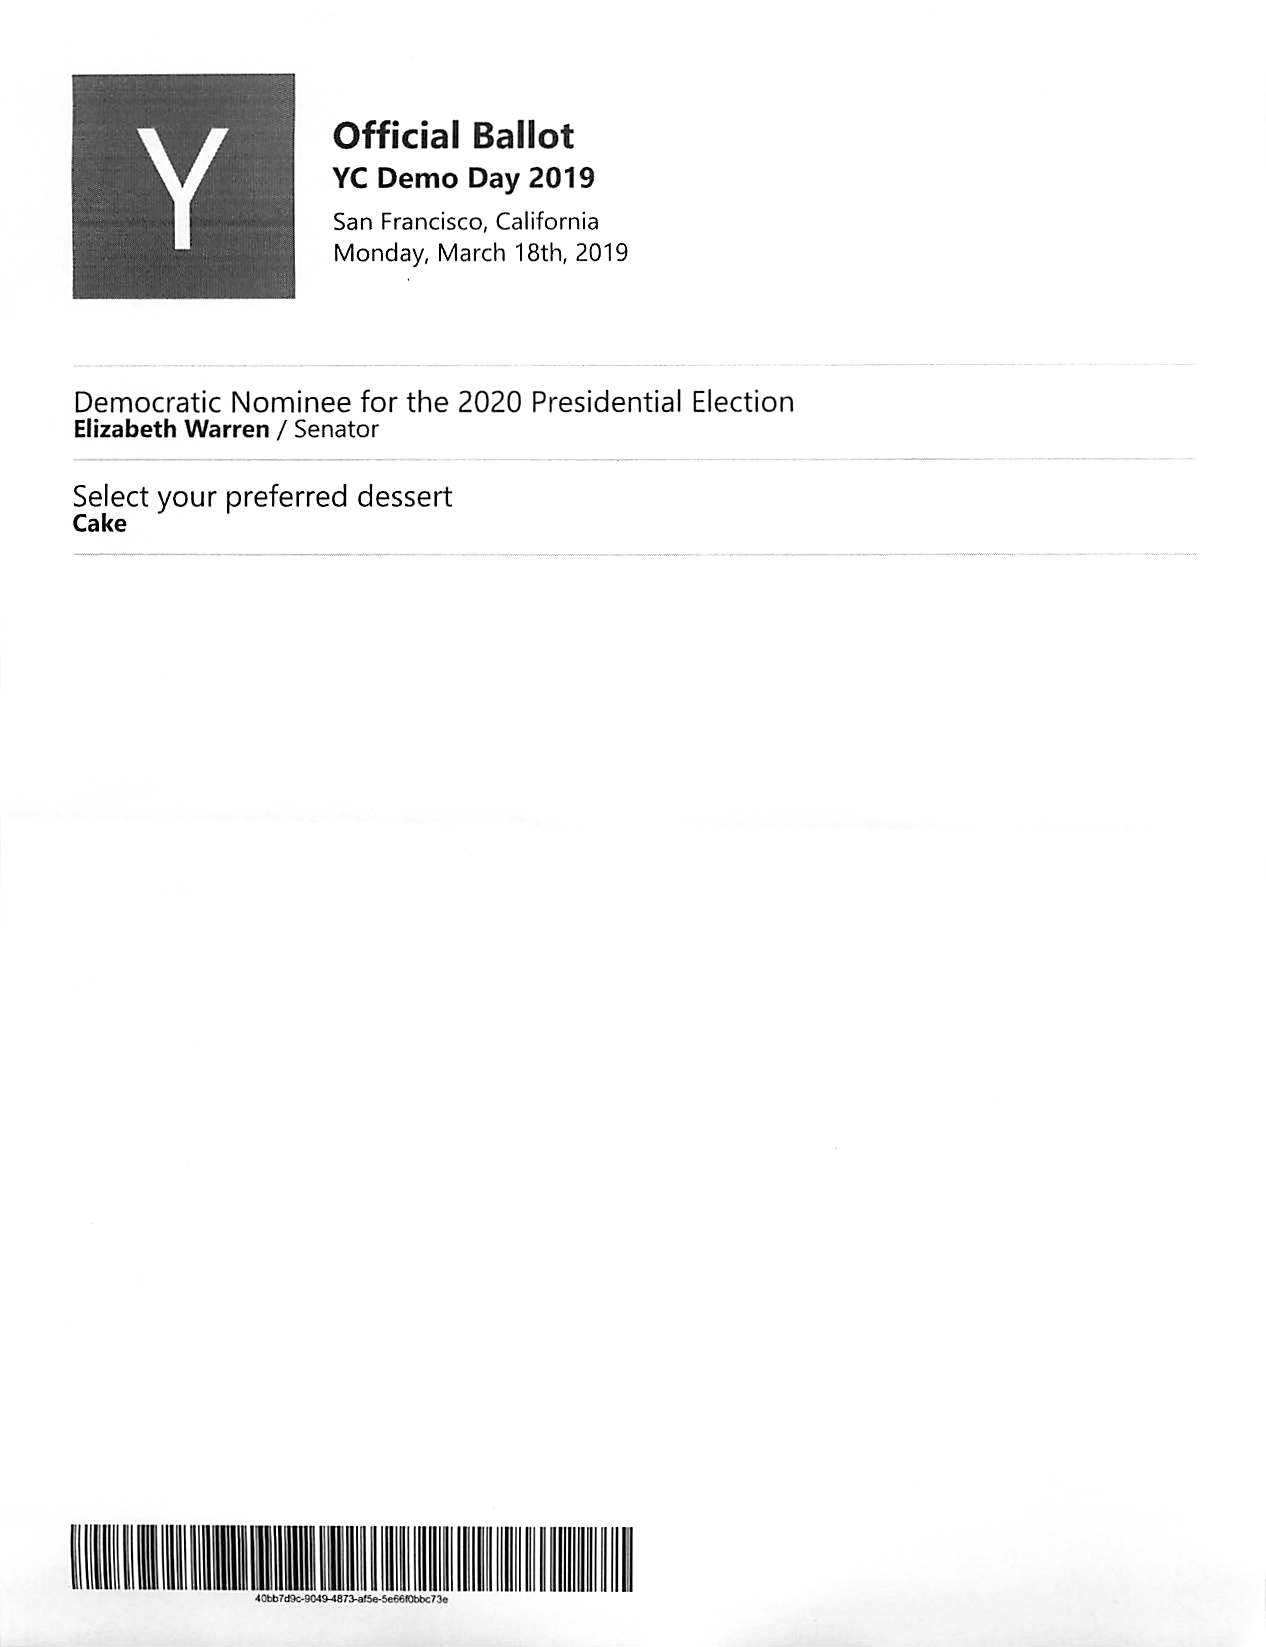 Y
Official Ballot
YC Demo Day 2019
San Francisco, California
Monday, March 18th, 2019
Democratic Nominee for the 2020 Presidential Election
Elizabeth Warren / Senator
Select your preferred dessert
Cake
40bb7d9c-9049-4873-af5e-5e66f0bbc73e